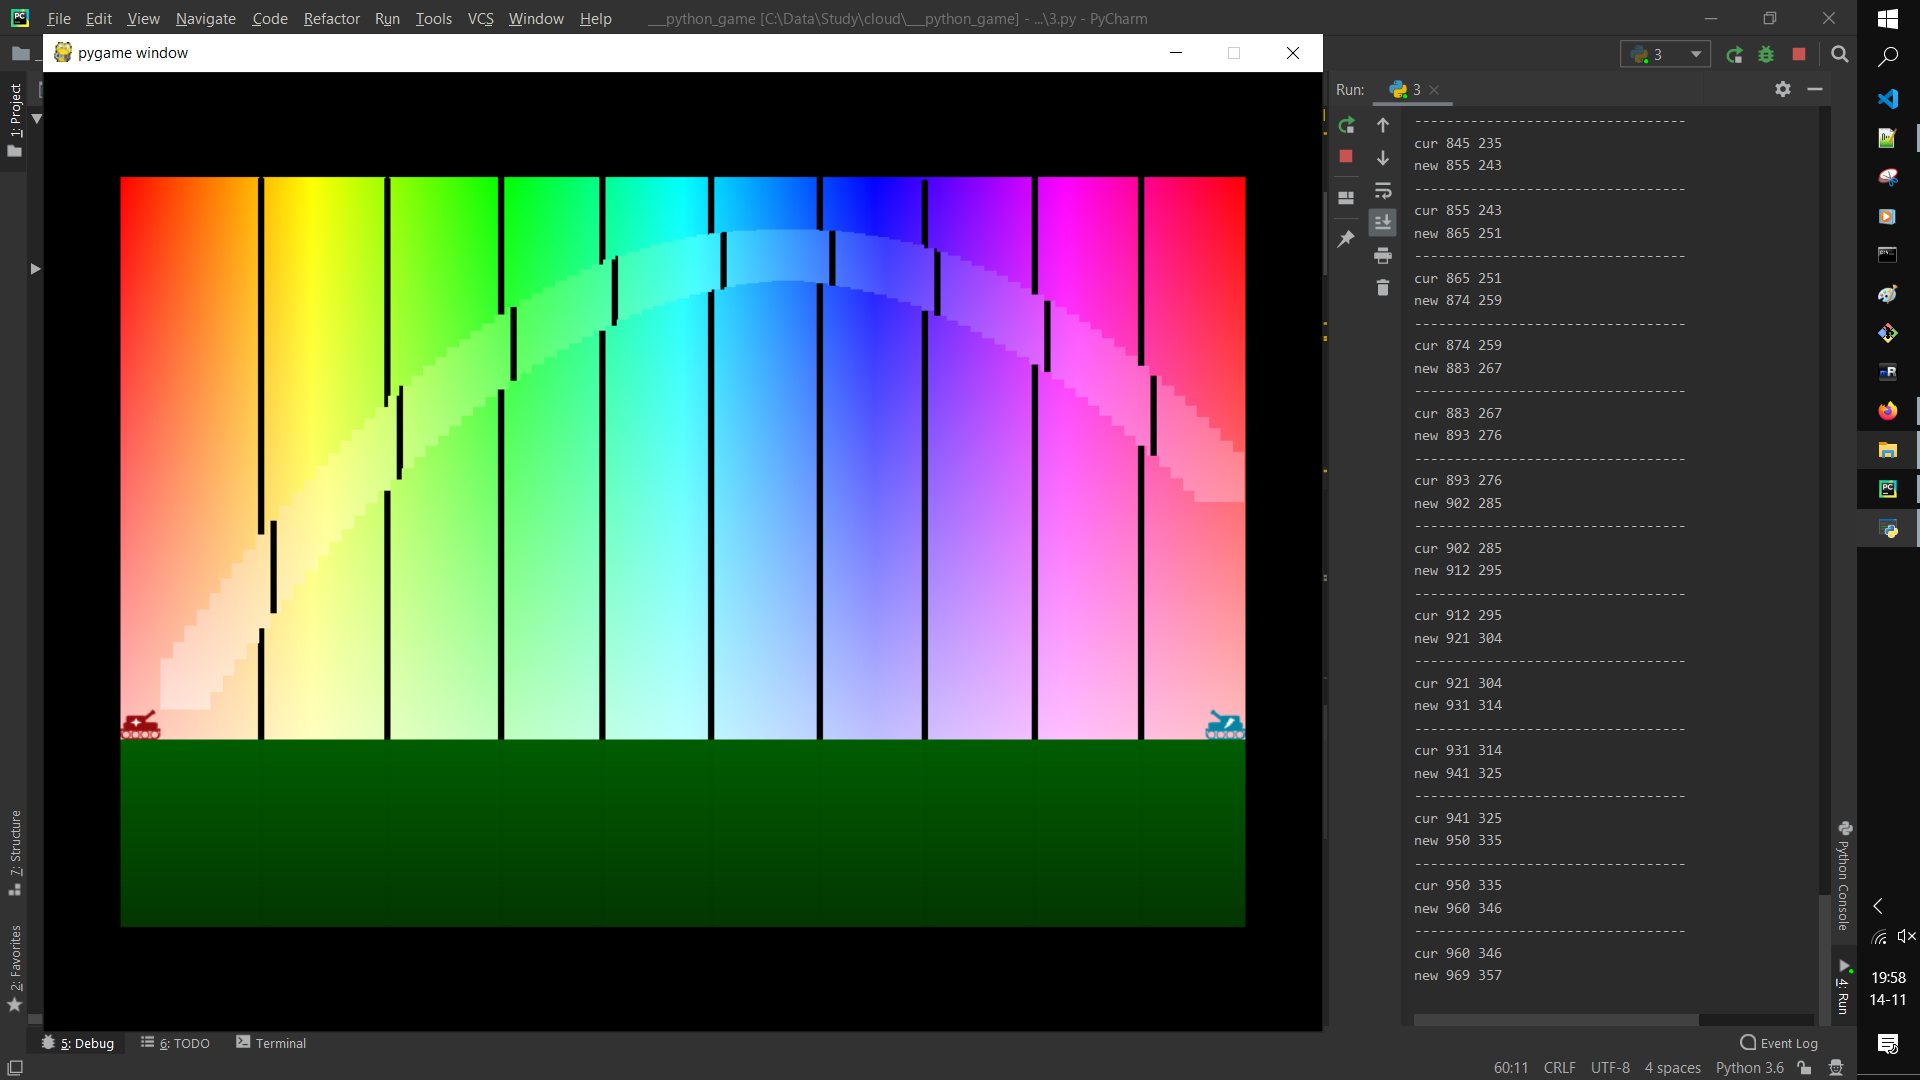 File Edit View Navigate Code Refactor Run Tools VCS Window Help ___python_game [C:\Data\Study\cloud\___python_game] - ...\3.py - PyCharm
pygame window
3
1: Project
Run: 3
---------------------------------
cur 845 235
new 855 243
---------------------------------
cur 855 243
new 865 251
---------------------------------
cur 865 251
new 874 259
---------------------------------
cur 874 259
new 883 267
---------------------------------
cur 883 267
new 893 276
---------------------------------
cur 893 276
new 902 285
---------------------------------
cur 902 285
new 912 295
---------------------------------
cur 912 295
new 921 304
---------------------------------
cur 921 304
new 931 314
---------------------------------
cur 931 314
new 941 325
---------------------------------
cur 941 325
new 950 335
---------------------------------
cur 950 335
new 960 346
---------------------------------
cur 960 346
new 969 357
7: Structure
2: Favorites
Python Console
4: Run
19:58
14-11
5: Debug 6: TODO Terminal Event Log
60:11 CRLF UTF-8 4 spaces Python 3.6